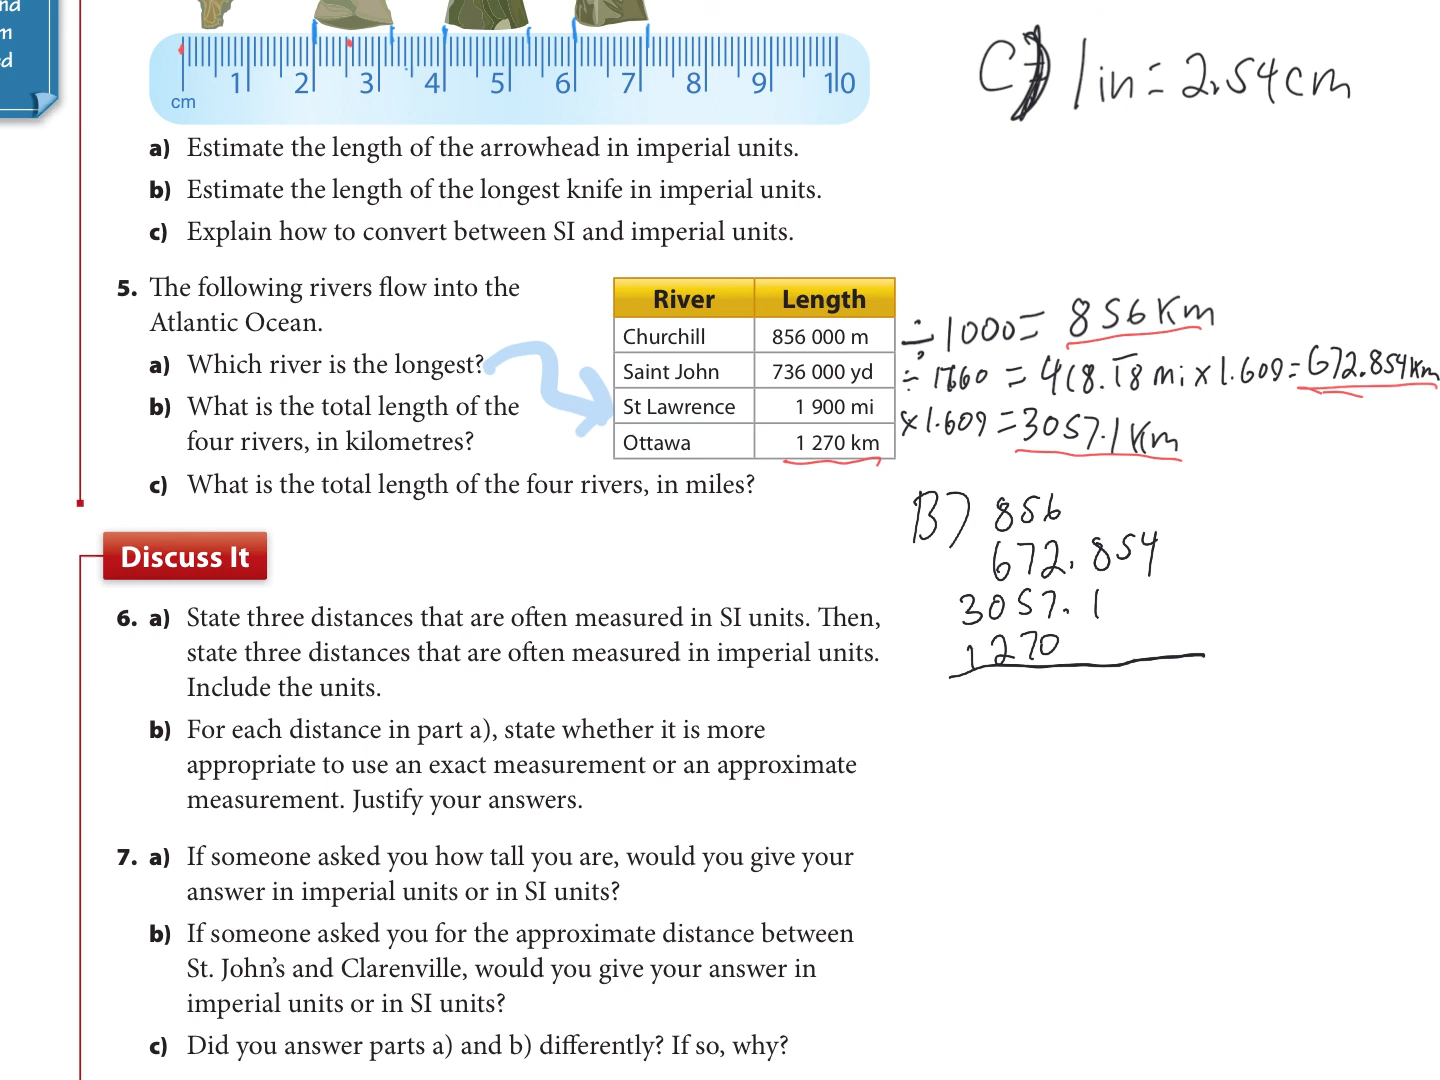 nd
m
ed
1 2 3 4 5 6 7 8 9 10
cm
C) 1 in = 2.54 cm
a) Estimate the length of the arrowhead in imperial units.
b) Estimate the length of the longest knife in imperial units.
c) Explain how to convert between SI and imperial units.
5. The following rivers flow into the
Atlantic Ocean.
a) Which river is the longest?
b) What is the total length of the
four rivers, in kilometres?
c) What is the total length of the four rivers, in miles?
River Length
Churchill 856 000 m ÷ 1000 = 856 Km
Saint John 736 000 yd ÷ 1760 = 418.18 mi x 1.609 = 672.854 km
St Lawrence 1 900 mi x 1.609 = 3057.1 Km
Ottawa 1 270 km
B) 856
672.854
3057.1
1270
Discuss It
6. a) State three distances that are often measured in SI units. Then,
state three distances that are often measured in imperial units.
Include the units.
b) For each distance in part a), state whether it is more
appropriate to use an exact measurement or an approximate
measurement. Justify your answers.
7. a) If someone asked you how tall you are, would you give your
answer in imperial units or in SI units?
b) If someone asked you for the approximate distance between
St. John's and Clarenville, would you give your answer in
imperial units or in SI units?
c) Did you answer parts a) and b) differently? If so, why?